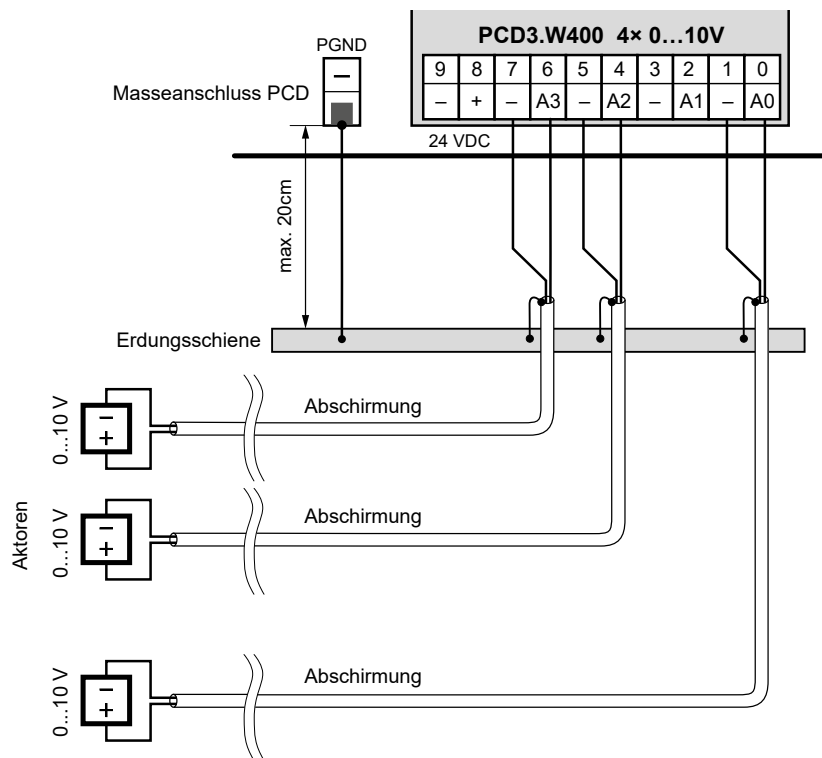 PCD3.W400 4× 0...10V
PGND
9 8 7 6 5 4 3 2 1 0
–
– + – A3 – A2 – A1 – A0
Masseanschluss PCD
24 VDC
max. 20cm
Erdungsschiene
Abschirmung
0...10 V
– +
Abschirmung
0...10 V
– +
Aktoren
Abschirmung
0...10 V
– +